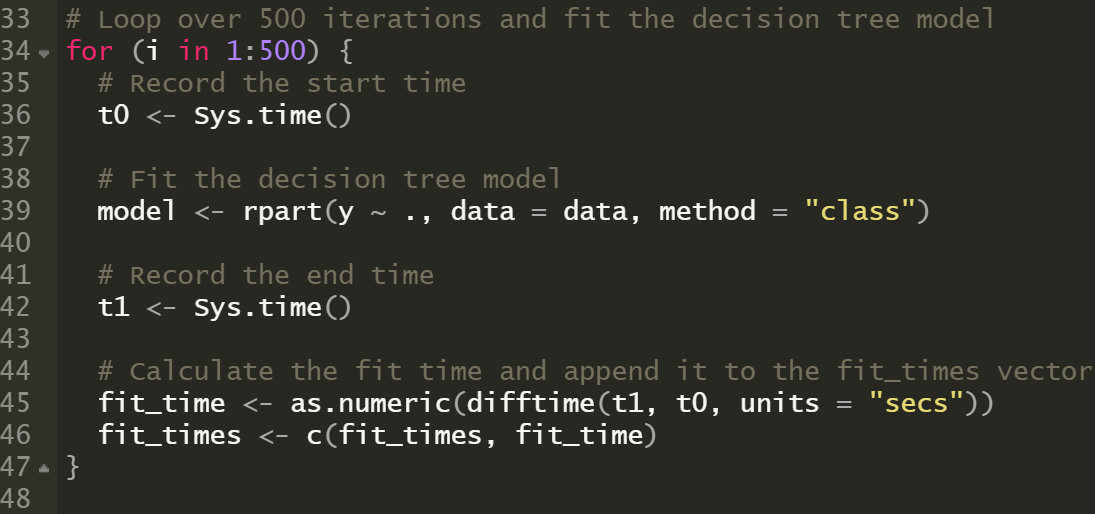 33 # Loop over 500 iterations and fit the decision tree model
34 for (i in 1:500) {
35   # Record the start time
36   t0 <- Sys.time()
37
38   # Fit the decision tree model
39   model <- rpart(y ~ ., data = data, method = "class")
40
41   # Record the end time
42   t1 <- Sys.time()
43
44   # Calculate the fit time and append it to the fit_times vector
45   fit_time <- as.numeric(difftime(t1, t0, units = "secs"))
46   fit_times <- c(fit_times, fit_time)
47 }
48